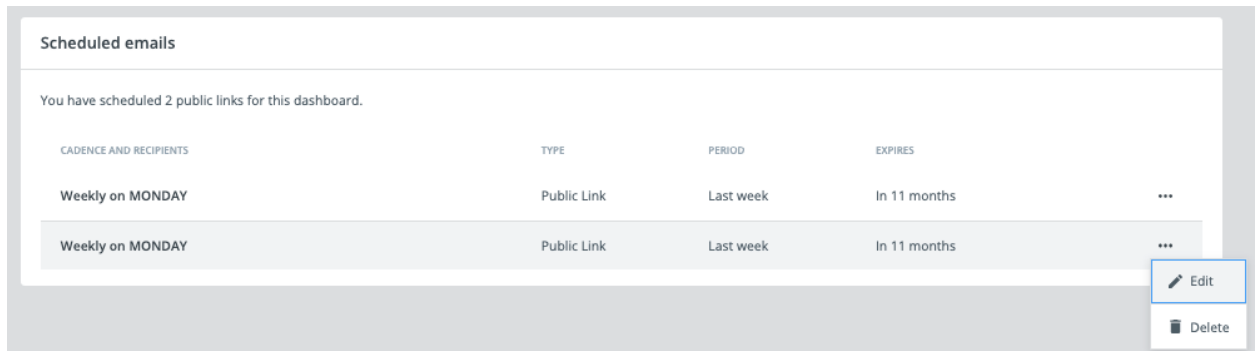 Scheduled emails
You have scheduled 2 public links for this dashboard.
CADENCE AND RECIPIENTS TYPE PERIOD EXPIRES
Weekly on MONDAY Public Link Last week In 11 months
Weekly on MONDAY Public Link Last week In 11 months
Edit
Delete